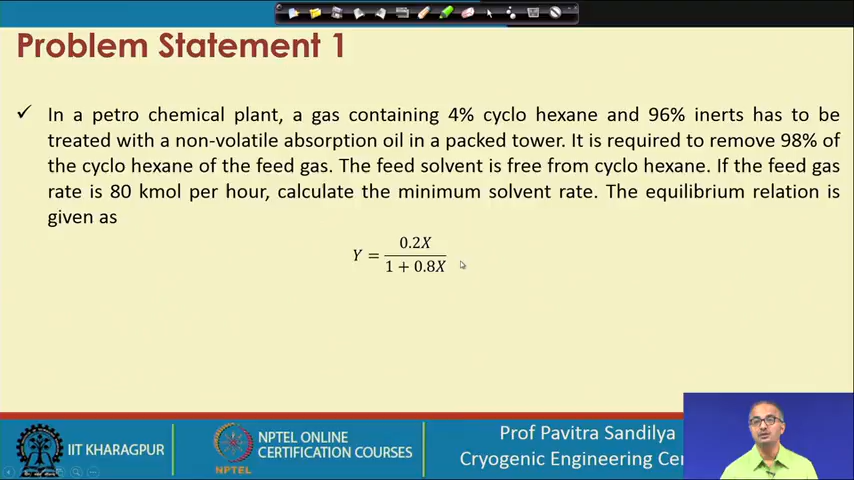 Problem Statement 1
✓ In a petro chemical plant, a gas containing 4% cyclo hexane and 96% inerts has to be
treated with a non-volatile absorption oil in a packed tower. It is required to remove 98% of
the cyclo hexane of the feed gas. The feed solvent is free from cyclo hexane. If the feed gas
rate is 80 kmol per hour, calculate the minimum solvent rate. The equilibrium relation is
given as
Y = 0.2X / 1 + 0.8X
IIT KHARAGPUR
NPTEL
NPTEL ONLINE
CERTIFICATION COURSES
Prof Pavitra Sandilya
Cryogenic Engineering Cen